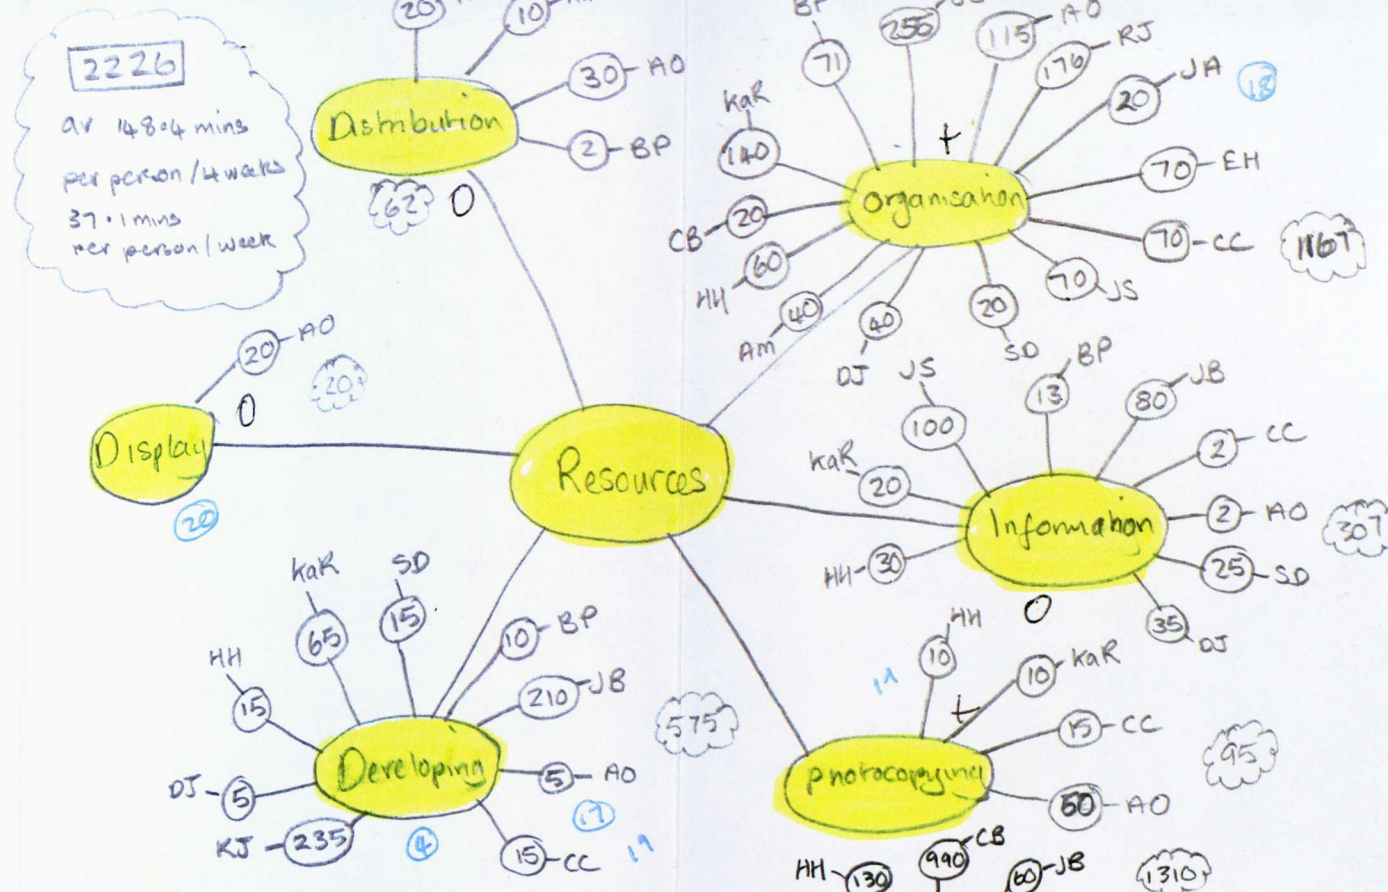 2226
av 148.4 mins
per person/4 weeks
37.1 mins
per person/week
20
10
Distribution
30 AO
2 BP
62
0
BP
71
255
115 AO
176 RJ
20 JA
18
KaR
140
+
70 EH
Organisation
CB 20
70 CC
1167
HH 60
70 JS
AM 40
DJ 40
20
SD
20 AO
20
0
Display
20
Resources
JS
100
13 BP
80 JB
2 CC
KaR
20
2 AO
Information
307
HH 30
25 SD
0
35 DJ
KaR
65
SD
15
10 BP
HH
15
210 JB
575
Developing
5 AO
DJ 5
17
KJ 235
4
15 CC
19
HH
10
19
10 KaR
+
15 CC
95
Photocopying
60 AO
HH 130
990 CB
60 JB
1310